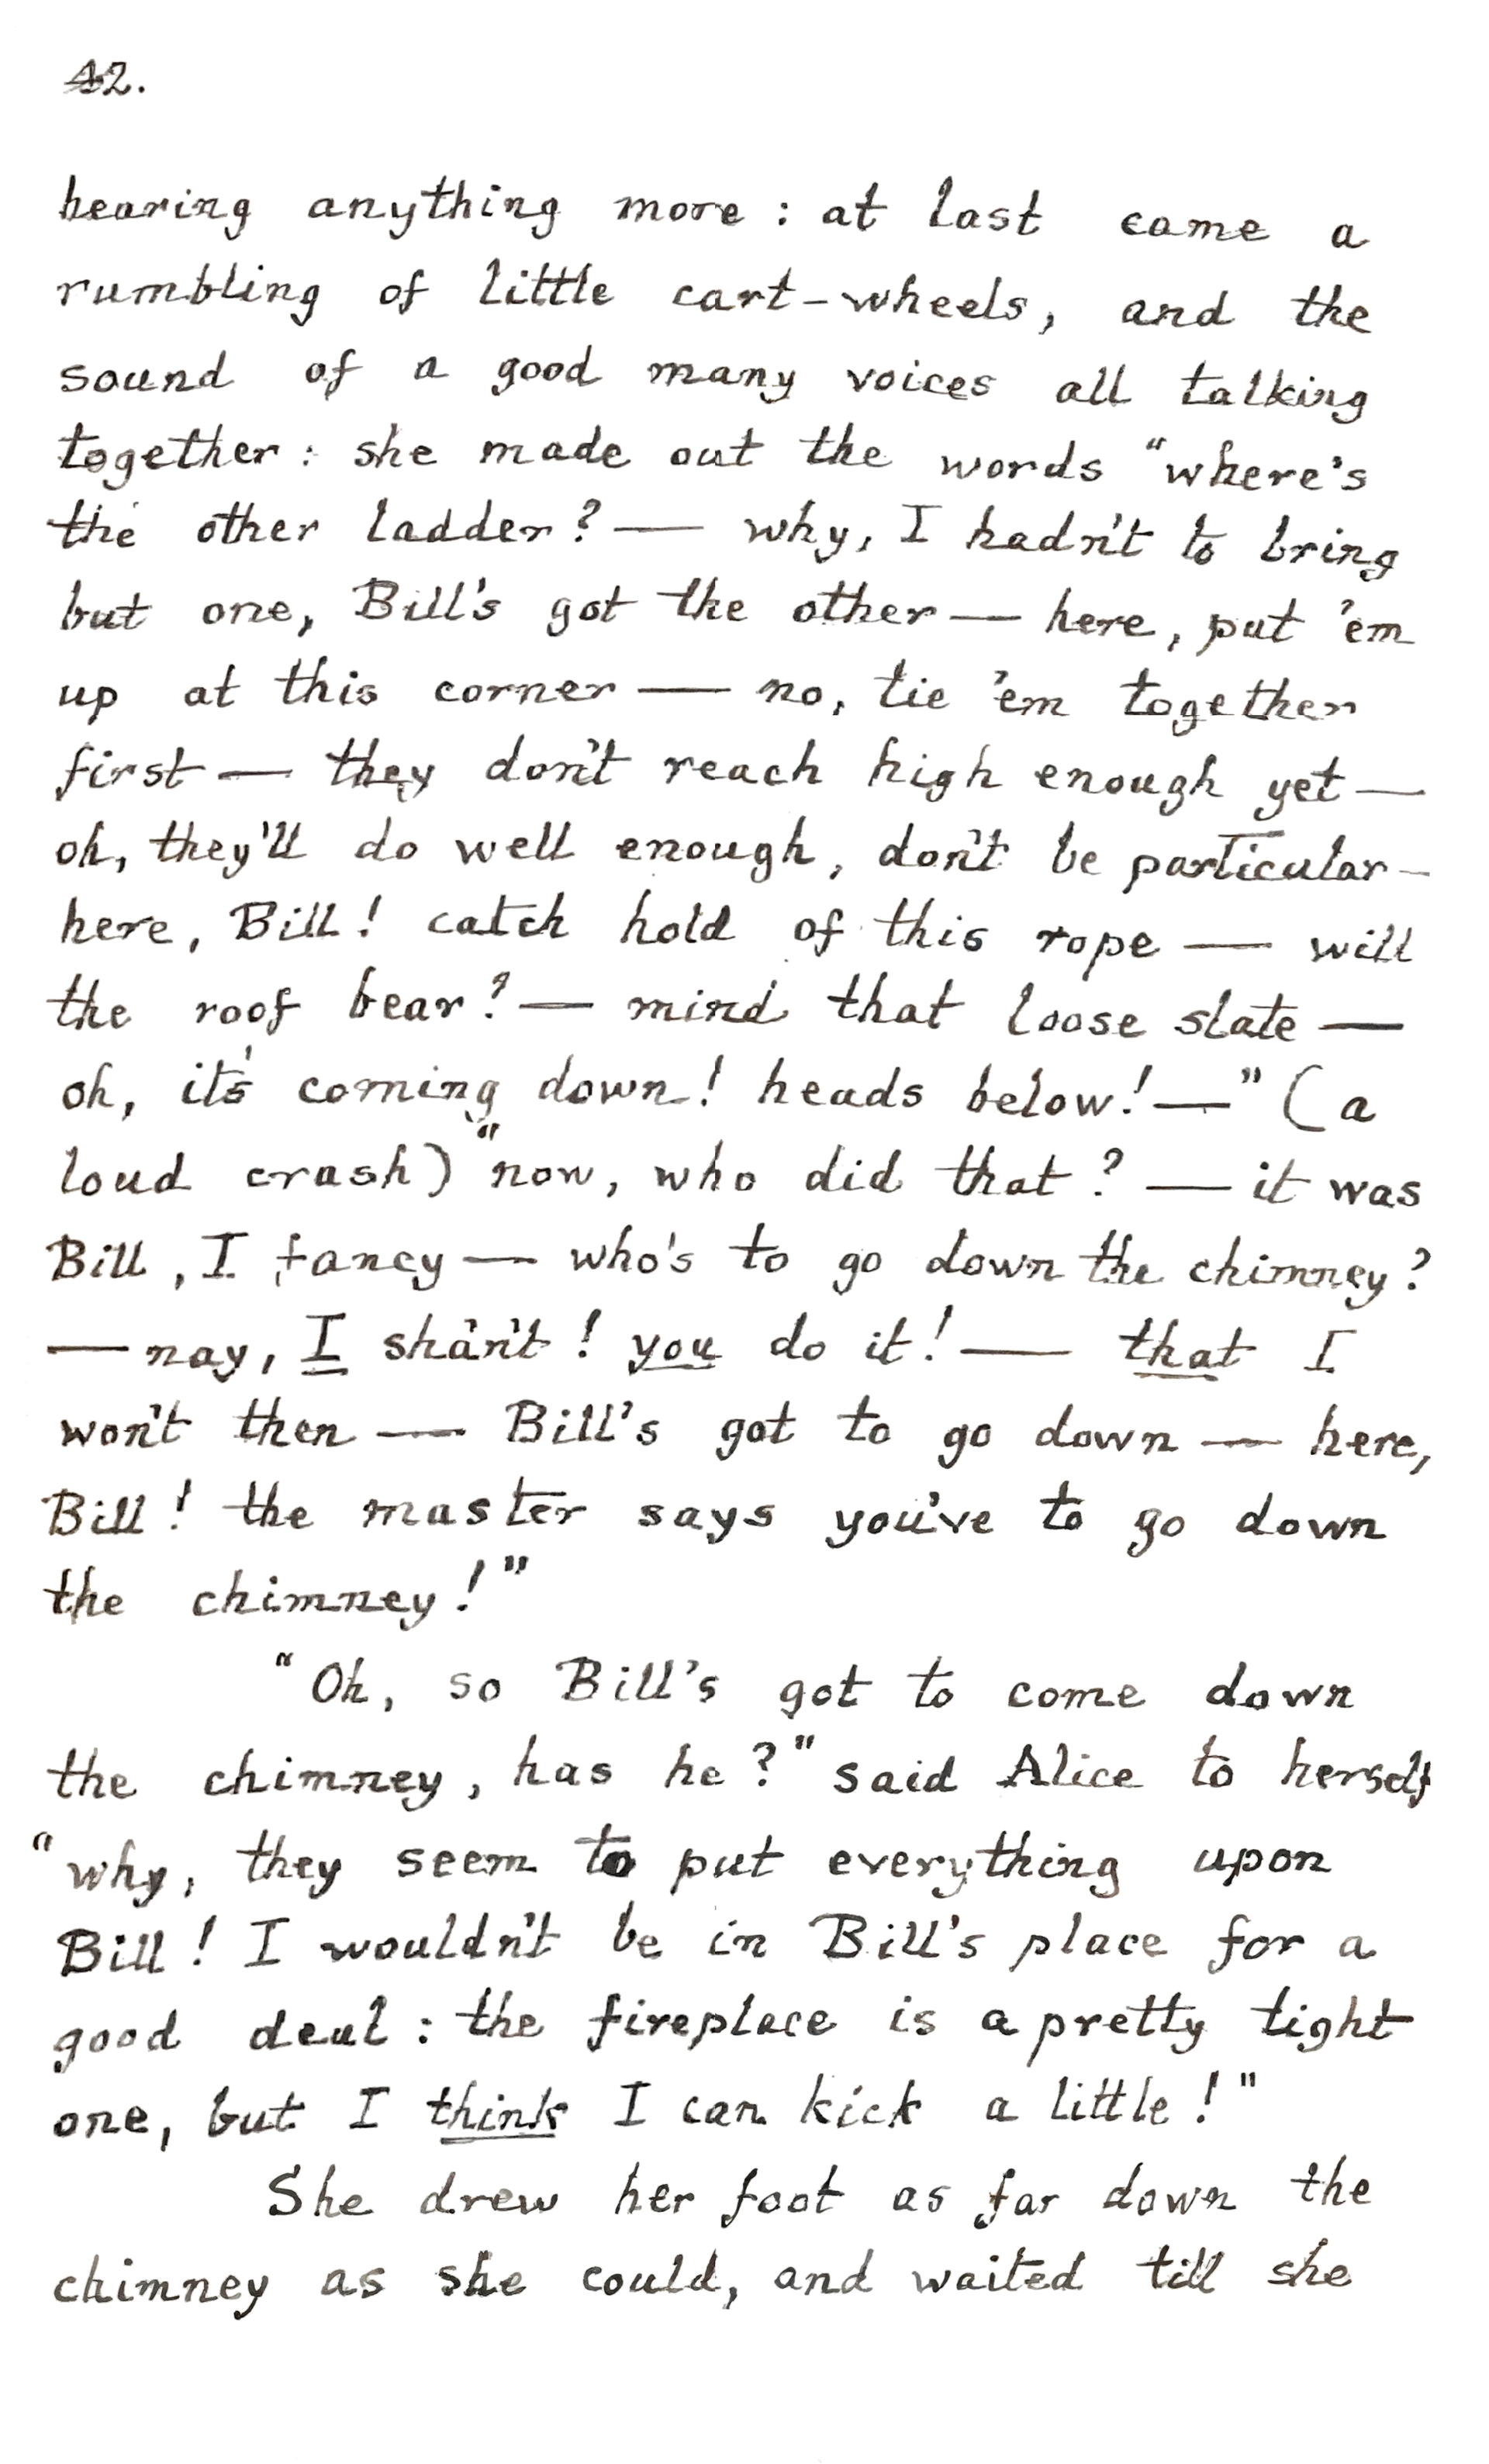 42.
hearing anything more : at last came a
rumbling of little cart-wheels, and the
sound of a good many voices all talking
together : she made out the words “where's
the other ladder? — why, I hadn't to bring
but one, Bill's got the other — here, put 'em
up at this corner — no, tie 'em together
first — they don't reach high enough yet —
oh, they'll do well enough, don't be particular —
here, Bill! catch hold of this rope — will
the roof bear? — mind that loose slate —
oh, it's coming down! heads below! —” (a
loud crash) “now, who did that? — it was
Bill, I fancy — who's to go down the chimney?
— nay, I sha'n't! you do it! — that I
won't then — Bill's got to go down — here,
Bill! the master says you've to go down
the chimney!”
“Oh, so Bill's got to come down
the chimney, has he?” said Alice to herself
“why, they seem to put everything upon
Bill! I wouldn't be in Bill's place for a
good deal : the fireplace is a pretty tight
one, but I think I can kick a little!”
She drew her foot as far down the
chimney as she could, and waited till she